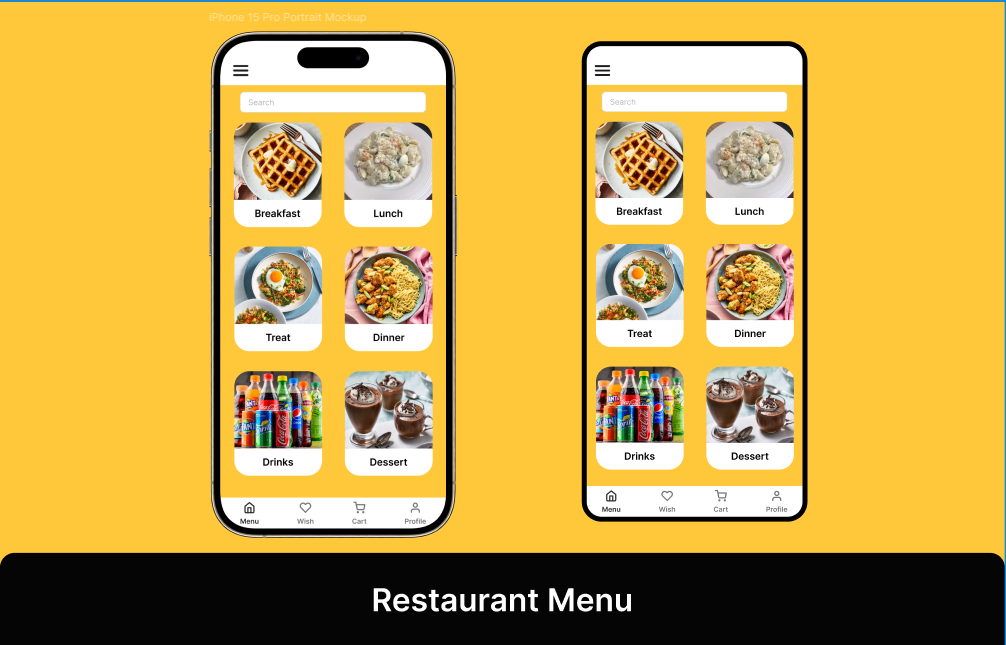 iPhone 15 Pro Portrait Mockup
Search
Breakfast
Lunch
Treat
Dinner
Drinks
Dessert
Menu
Wish
Cart
Profile
Search
Breakfast
Lunch
Treat
Dinner
Drinks
Dessert
Menu
Wish
Cart
Profile
Restaurant Menu